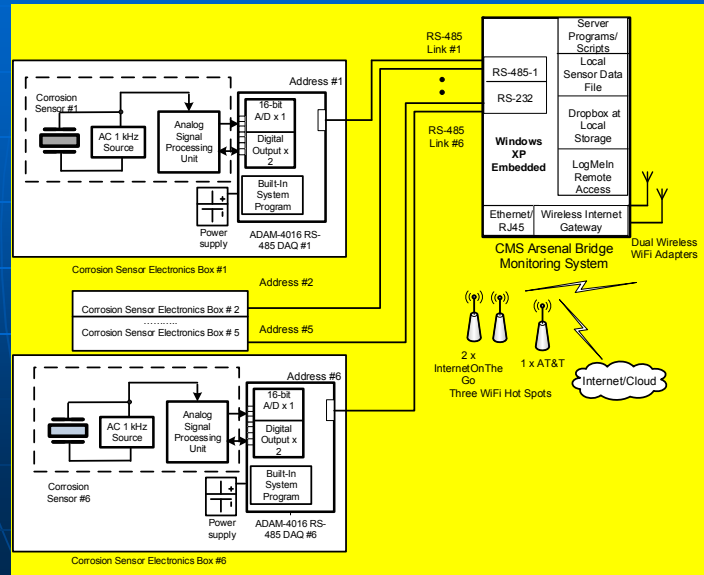 Corrosion
Sensor #1
AC 1 kHz
Source
Analog
Signal
Processing
Unit
Address #1
16-bit
A/D x 1
Digital
Output x
2
Built-In
System
Program
Power
supply
ADAM-4016 RS-
485 DAQ #1
Corrosion Sensor Electronics Box #1
Address #2
Corrosion Sensor Electronics Box # 2
...........
Corrosion Sensor Electronics Box # 5
Address #5
Address #6
Corrosion
Sensor #6
AC 1 kHz
Source
Analog
Signal
Processing
Unit
16-bit
A/D x 1
Digital
Output x
2
Built-In
System
Program
Power
supply
ADAM-4016 RS-
485 DAQ #6
Corrosion Sensor Electronics Box #6
RS-485
Link #1
RS-485
Link #6
RS-485-1
RS-232
Windows
XP
Embedded
Server
Programs/
Scripts
Local
Sensor Data
File
Dropbox at
Local
Storage
LogMeIn
Remote
Access
Ethernet/
RJ45
Wireless Internet
Gateway
CMS Arsenal Bridge
Monitoring System
Dual Wireless
WiFi Adapters
2 x
InternetOnThe
Go
1 x AT&T
Three WiFi Hot Spots
Internet/Cloud